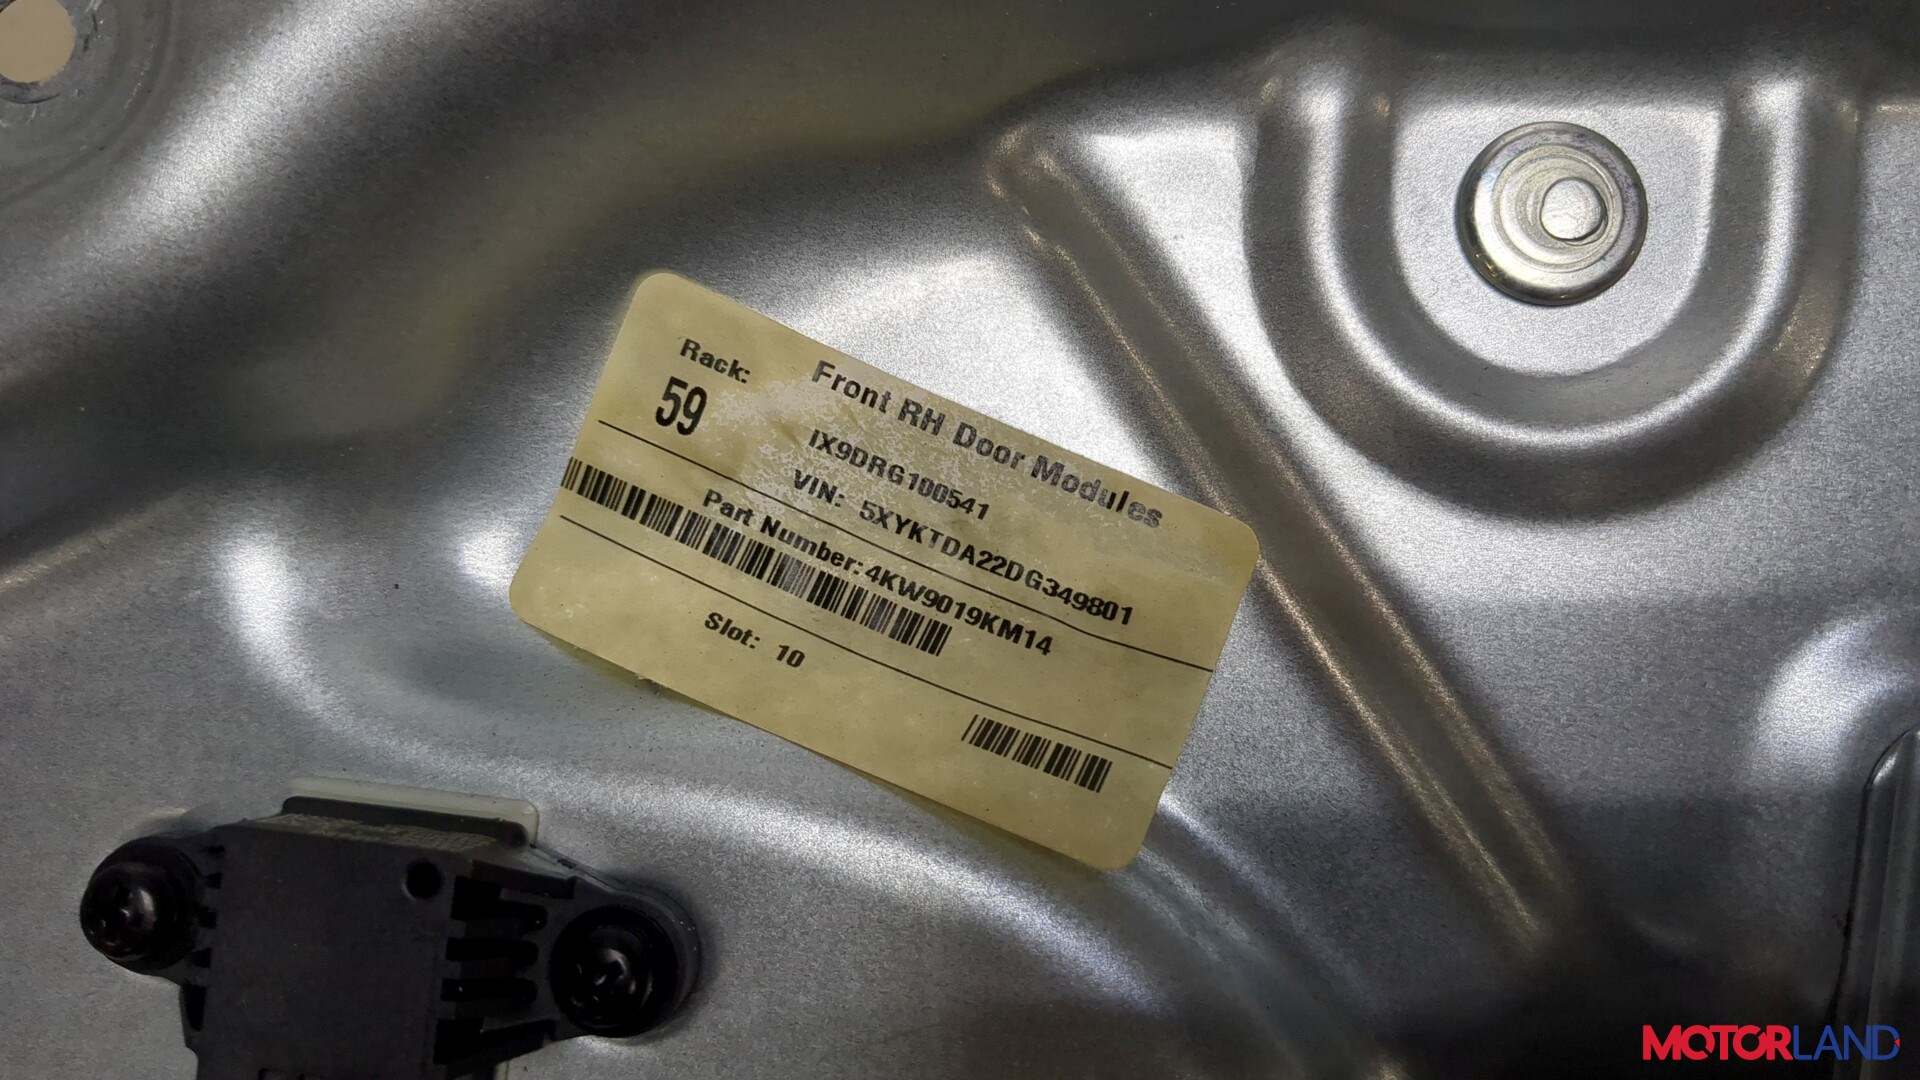 Rack:
59
Front RH Door Modules
IX9DRG100541
VIN: 5XYKTDA22DG349801
Part Number: 4KW9019KM14
Slot: 10
MOTORLAND